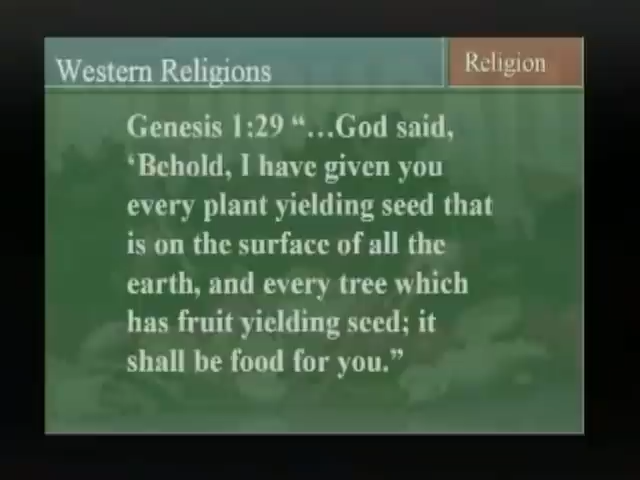 Western Religions
Religion
Genesis 1:29 “...God said,
‘Behold, I have given you
every plant yielding seed that
is on the surface of all the
earth, and every tree which
has fruit yielding seed; it
shall be food for you.”